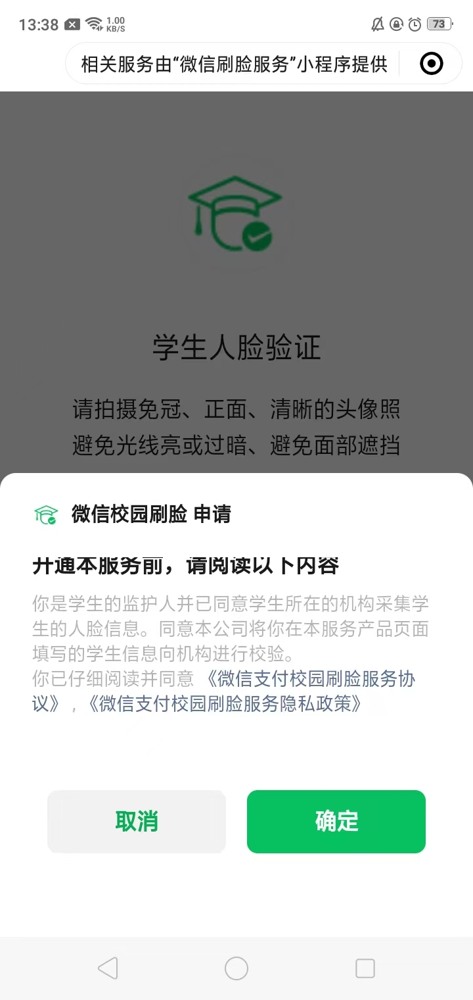 13:38
1.00
KB/S
73
相关服务由“微信刷脸服务”小程序提供
学生人脸验证
请拍摄免冠、正面、清晰的头像照
避免光线亮或过暗、避免面部遮挡
微信校园刷脸 申请
开通本服务前，请阅读以下内容
你是学生的监护人并已同意学生所在的机构采集学
生的人脸信息。同意本公司将你在本服务产品页面
填写的学生信息向机构进行校验。
你已仔细阅读并同意 《微信支付校园刷脸服务协
议》,《微信支付校园刷脸服务隐私政策》
取消
确定